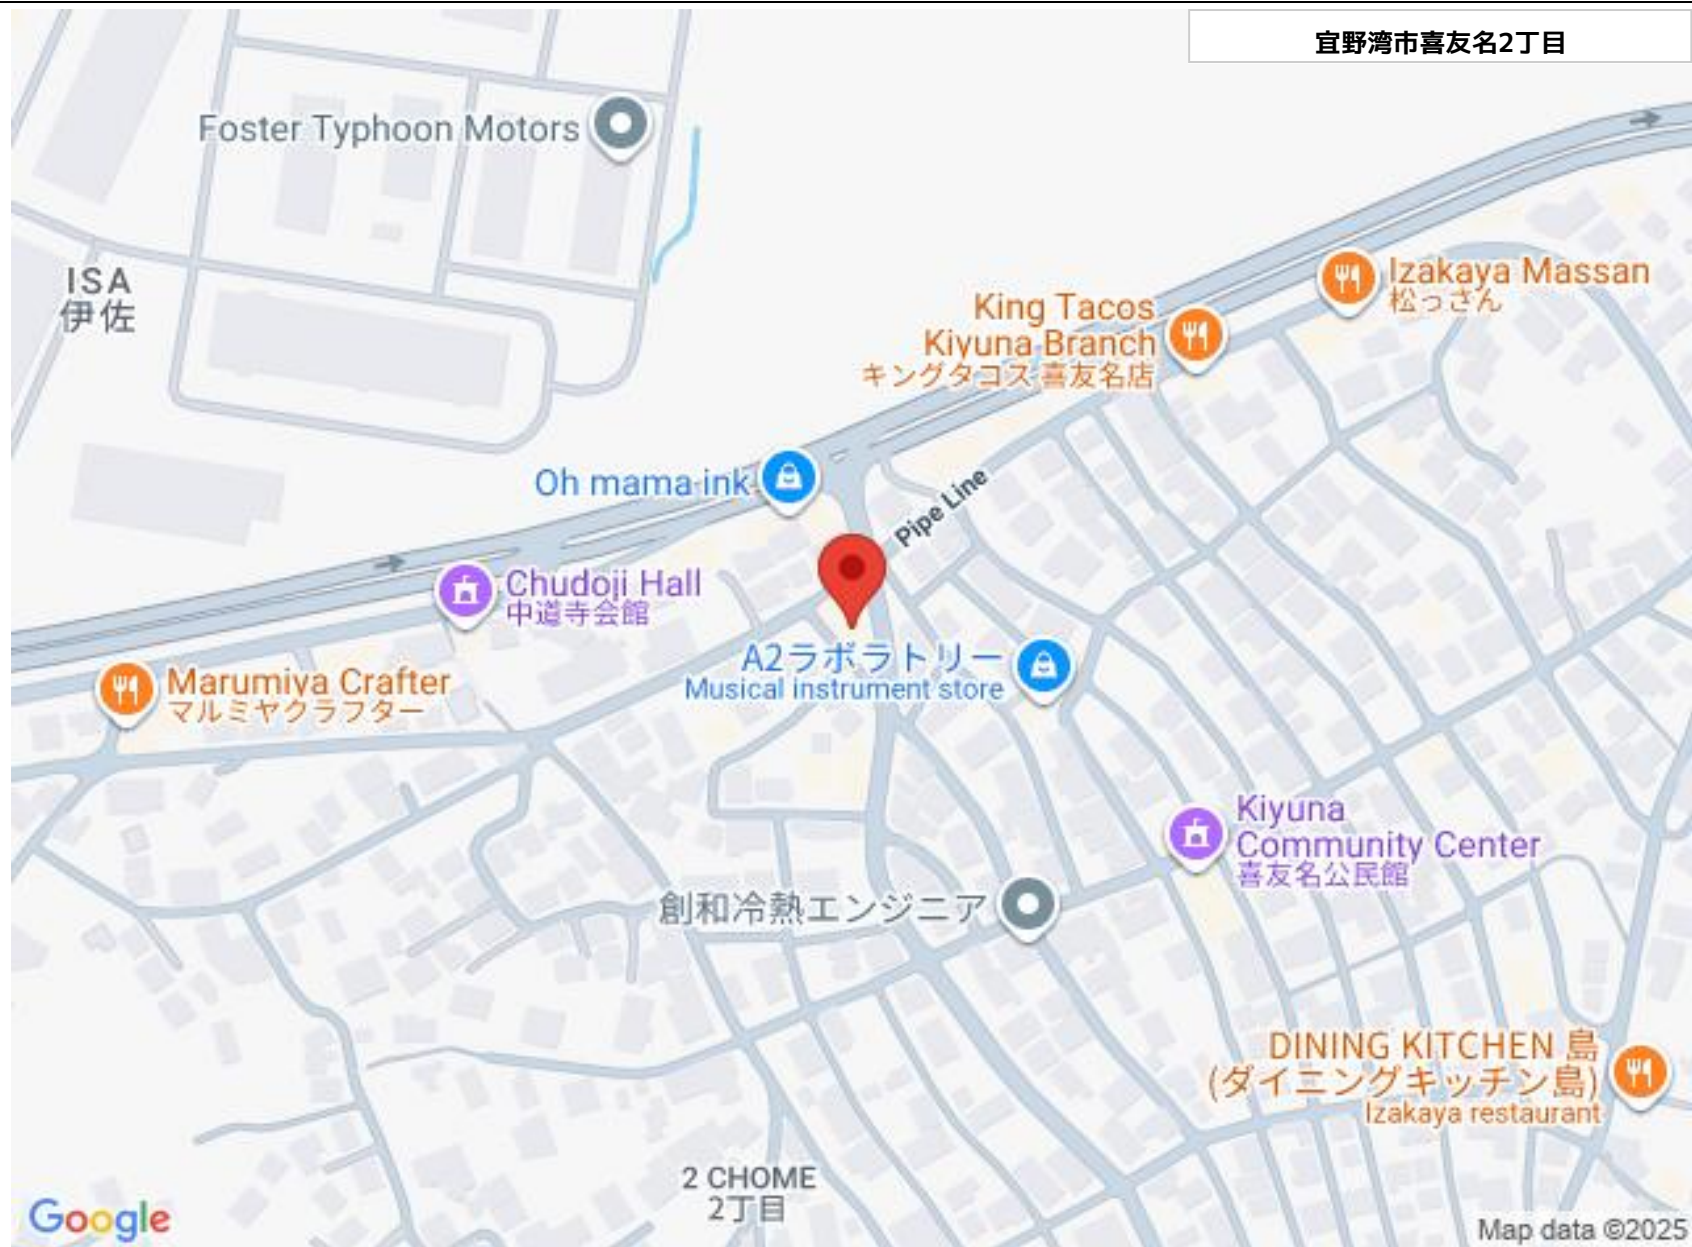 宜野湾市喜友名2丁目
Foster Typhoon Motors
ISA
伊佐
Izakaya Massan
松っさん
King Tacos
Kiyuna Branch
キングタコス 喜友名店
Oh mama ink
Pipe Line
Chudoji Hall
中道寺会館
A2ラボラトリー
Musical instrument store
Marumiya Crafter
マルミヤクラフター
Kiyuna
Community Center
喜友名公民館
創和冷熱エンジニア
DINING KITCHEN 島
(ダイニングキッチン島)
Izakaya restaurant
2 CHOME
2丁目
Google
Map data ©2025